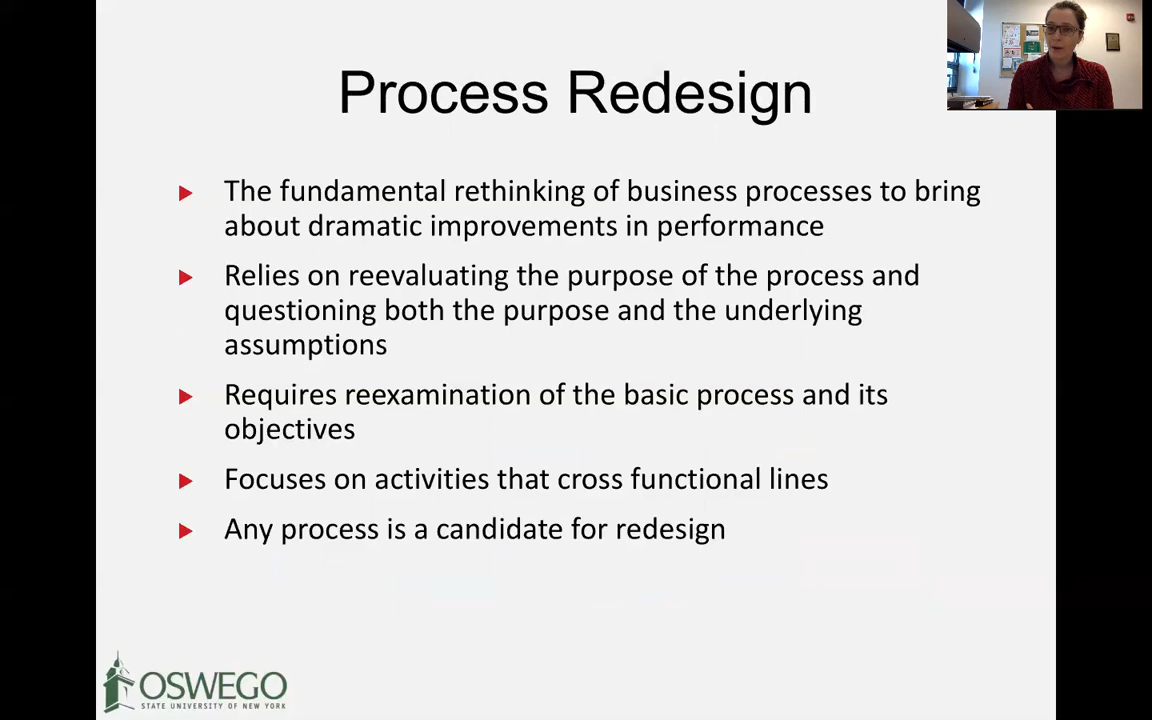 Process Redesign
The fundamental rethinking of business processes to bring
about dramatic improvements in performance
Relies on reevaluating the purpose of the process and
questioning both the purpose and the underlying
assumptions
Requires reexamination of the basic process and its
objectives
Focuses on activities that cross functional lines
Any process is a candidate for redesign
OSWEGO
STATE UNIVERSITY OF NEW YORK